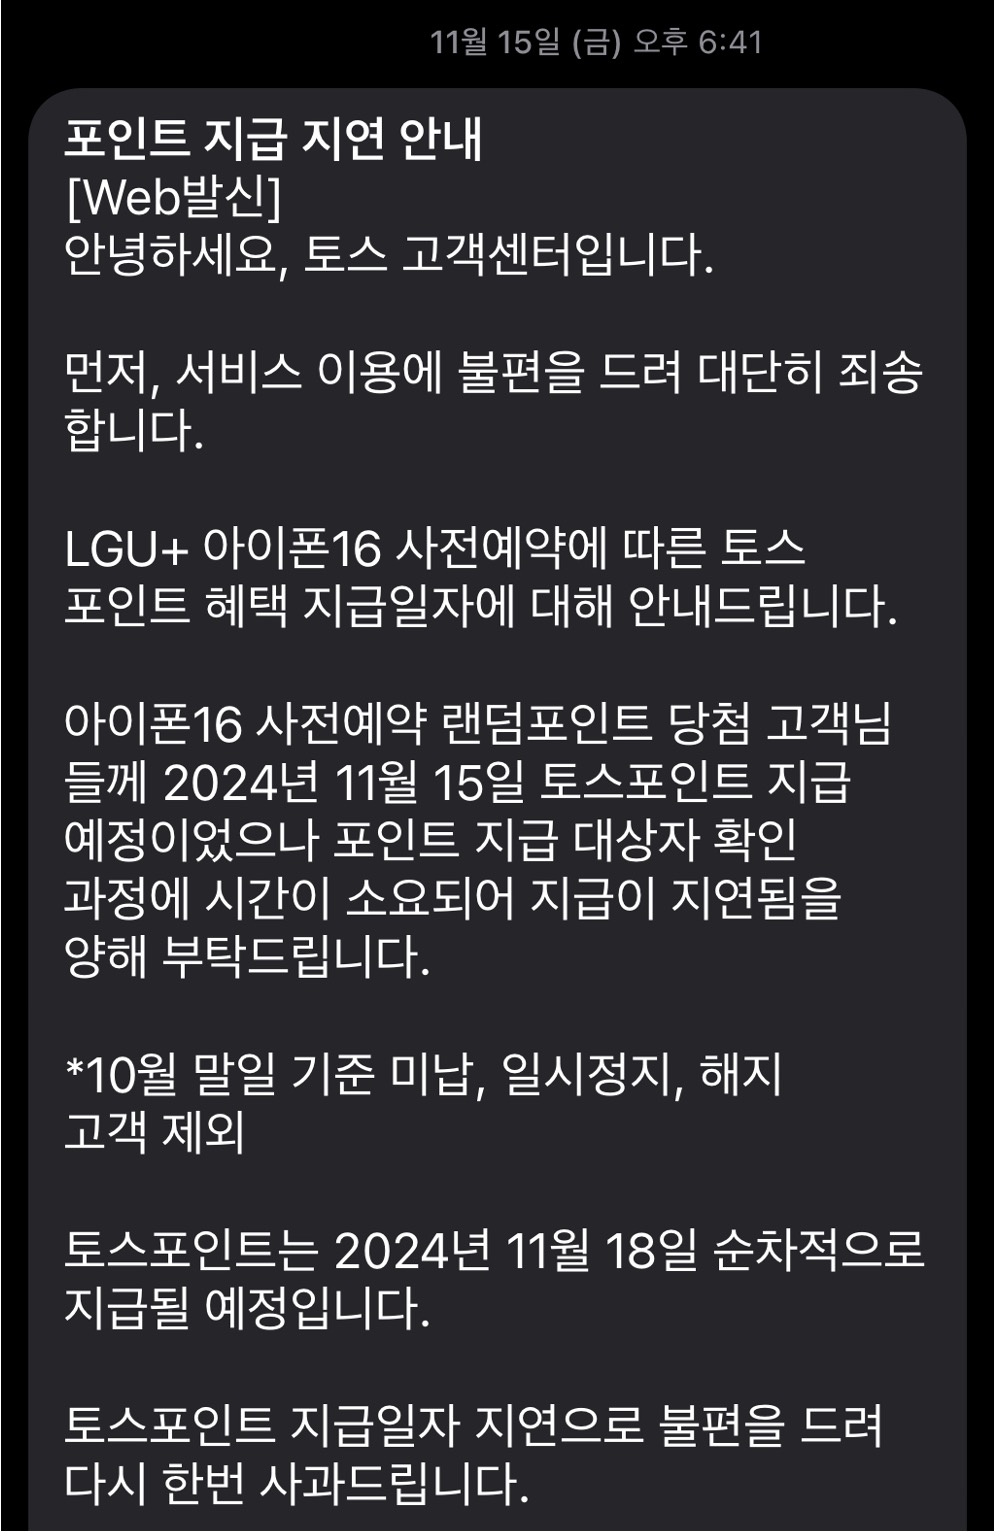 11월 15일 (금) 오후 6:41
포인트 지급 지연 안내
[Web발신]
안녕하세요, 토스 고객센터입니다.
먼저, 서비스 이용에 불편을 드려 대단히 죄송
합니다.
LGU+ 아이폰16 사전예약에 따른 토스
포인트 혜택 지급일자에 대해 안내드립니다.
아이폰16 사전예약 랜덤포인트 당첨 고객님
들께 2024년 11월 15일 토스포인트 지급
예정이었으나 포인트 지급 대상자 확인
과정에 시간이 소요되어 지급이 지연됨을
양해 부탁드립니다.
*10월 말일 기준 미납, 일시정지, 해지
고객 제외
토스포인트는 2024년 11월 18일 순차적으로
지급될 예정입니다.
토스포인트 지급일자 지연으로 불편을 드려
다시 한번 사과드립니다.